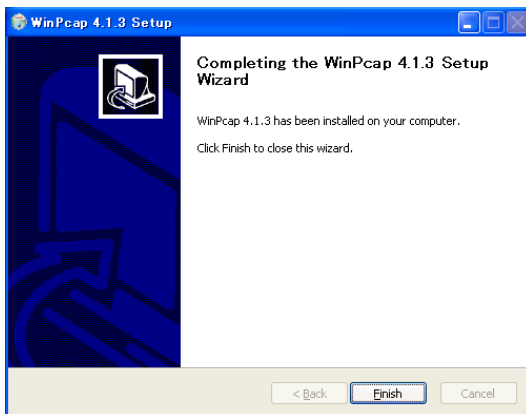 WinPcap 4.1.3 Setup
Completing the WinPcap 4.1.3 Setup
Wizard
WinPcap 4.1.3 has been installed on your computer.
Click Finish to close this wizard.
< Back
Finish
Cancel